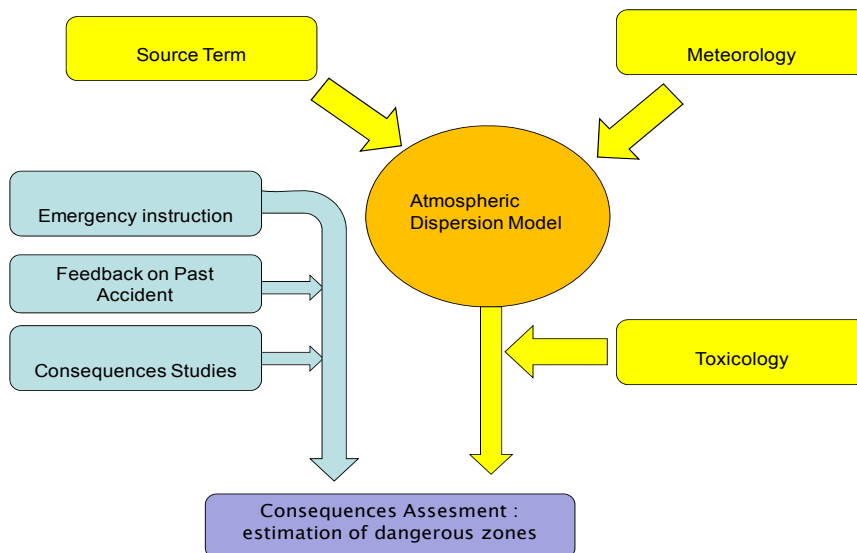 Source Term
Meteorology
Atmospheric
Dispersion Model
Emergency instruction
Feedback on Past
Accident
Consequences Studies
Toxicology
Consequences Assesment :
estimation of dangerous zones